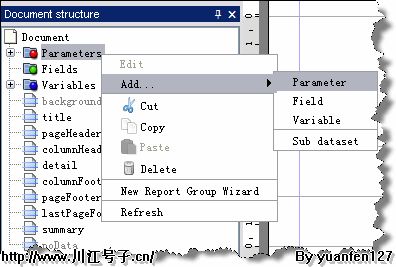 Document structure
Document
Parameters
Fields
Variables
background
title
pageHeader
columnHead
detail
columnFoot
pageFooter
lastPageFoo
summary
noData
Edit
Add...
Cut
Copy
Paste
Delete
New Report Group Wizard
Refresh
Parameter
Field
Variable
Sub dataset
http://www.川江号子.cn/
By yuanfen127